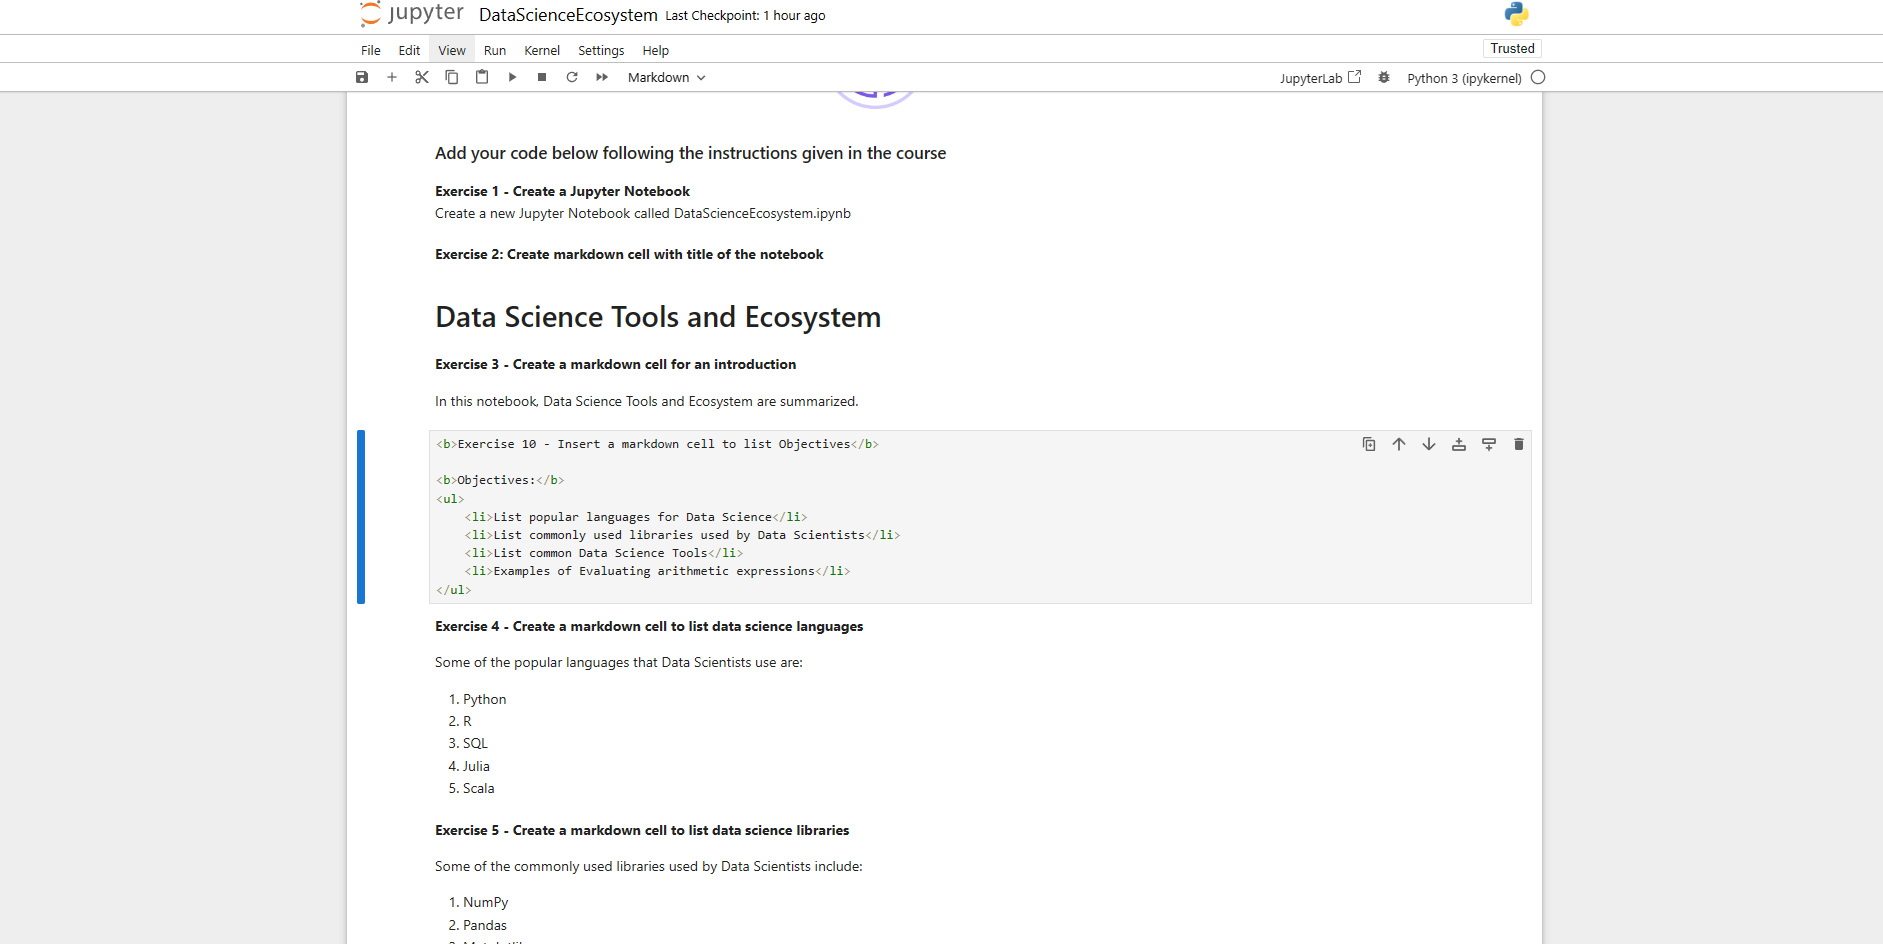 jupyter DataScienceEcosystem Last Checkpoint: 1 hour ago
File Edit View Run Kernel Settings Help
Trusted
Markdown
JupyterLab
Python 3 (ipykernel)
Add your code below following the instructions given in the course
Exercise 1 - Create a Jupyter Notebook
Create a new Jupyter Notebook called DataScienceEcosystem.ipynb
Exercise 2: Create markdown cell with title of the notebook
Data Science Tools and Ecosystem
Exercise 3 - Create a markdown cell for an introduction
In this notebook, Data Science Tools and Ecosystem are summarized.
<b>Exercise 10 - Insert a markdown cell to list Objectives</b>
<b>Objectives:</b>
<ul>
    <li>List popular languages for Data Science</li>
    <li>List commonly used libraries used by Data Scientists</li>
    <li>List common Data Science Tools</li>
    <li>Examples of Evaluating arithmetic expressions</li>
</ul>
Exercise 4 - Create a markdown cell to list data science languages
Some of the popular languages that Data Scientists use are:
1. Python
2. R
3. SQL
4. Julia
5. Scala
Exercise 5 - Create a markdown cell to list data science libraries
Some of the commonly used libraries used by Data Scientists include:
1. NumPy
2. Pandas